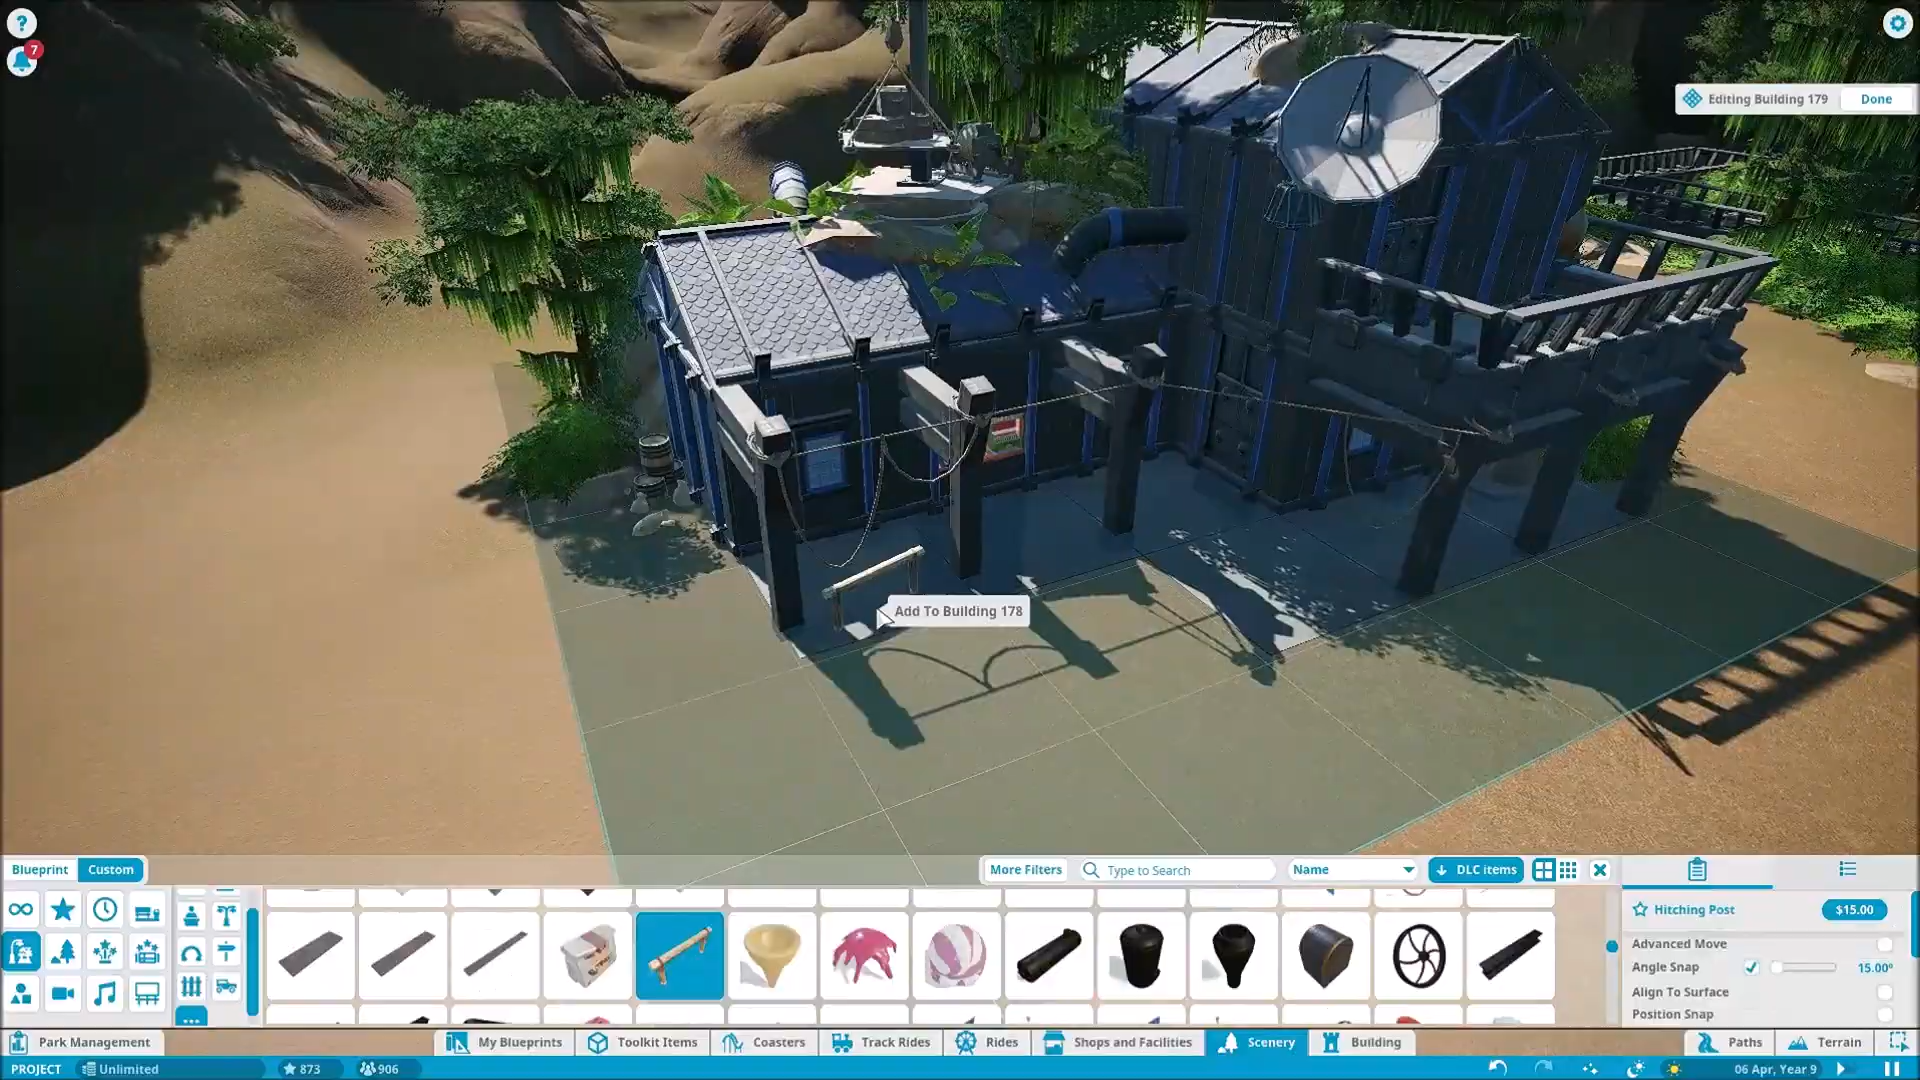 ?
7
Editing Building 179
Done
Add To Building 178
Blueprint
Custom
More Filters
Type to Search
Name
DLC items
Hitching Post
$15.00
Advanced Move
Angle Snap
15.00°
Align To Surface
Position Snap
Park Management
My Blueprints
Toolkit Items
Coasters
Track Rides
Rides
Shops and Facilities
Scenery
Building
Paths
Terrain
PROJECT
Unlimited
873
906
06 Apr, Year 9